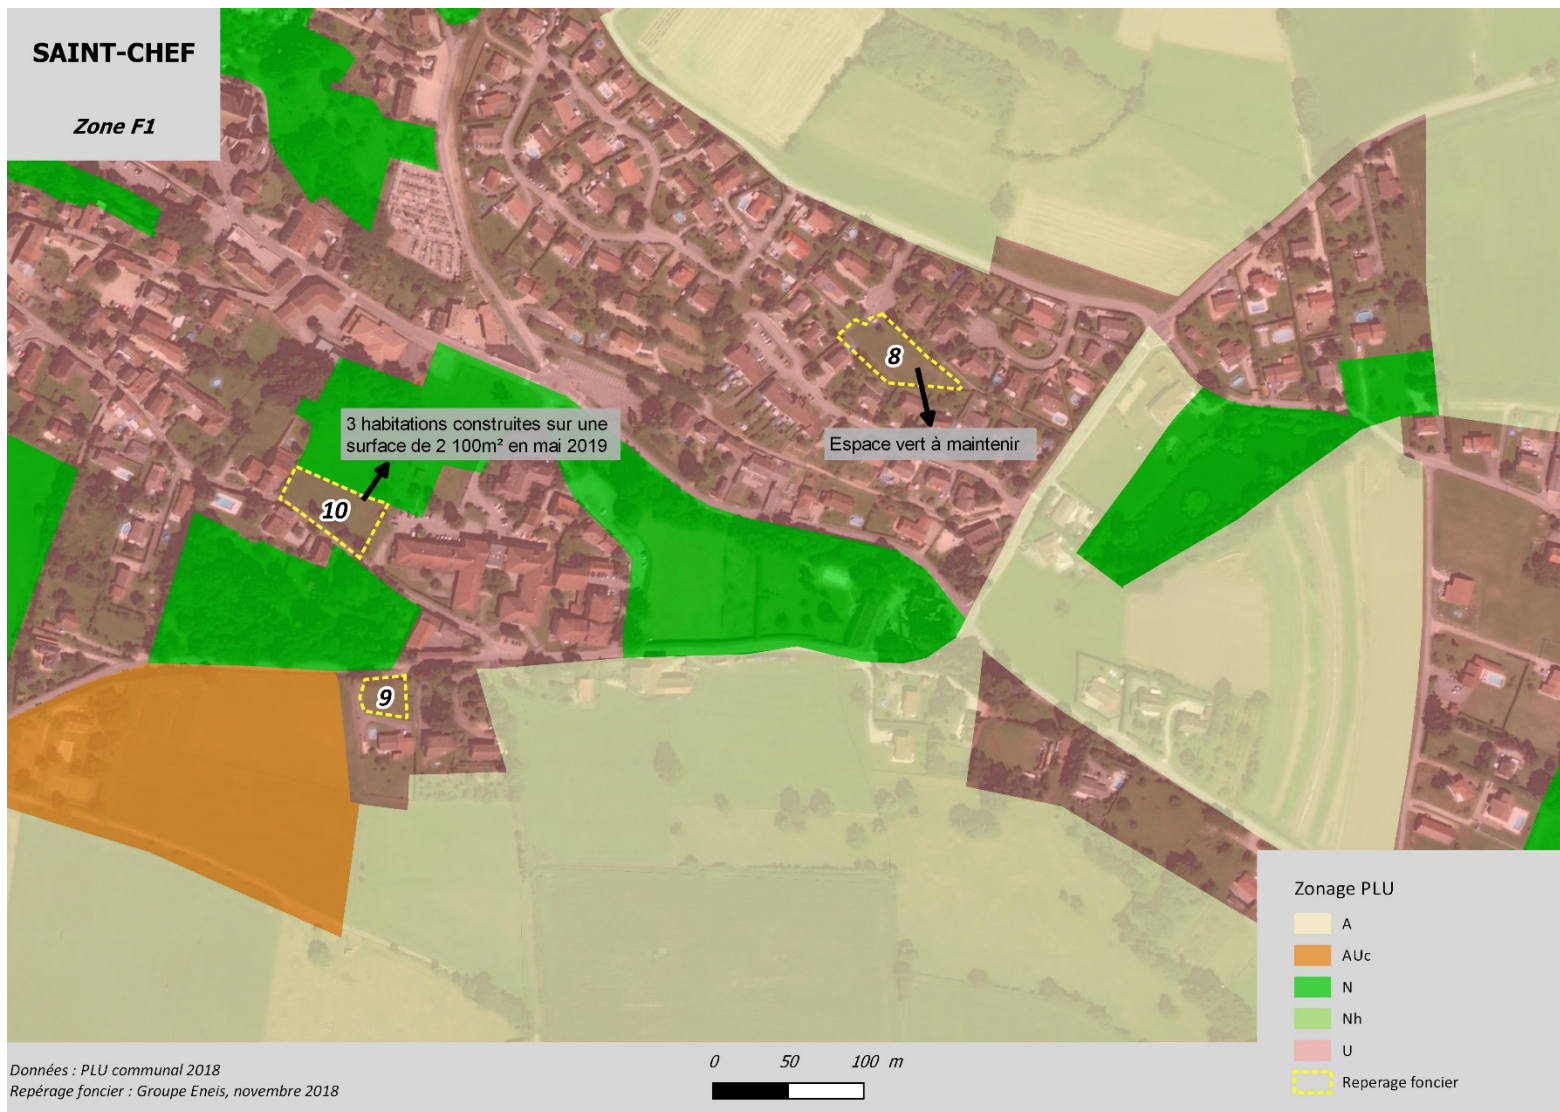 SAINT-CHEF
Zone F1
8
3 habitations construites sur une
surface de 2 100m² en mai 2019
Espace vert à maintenir
10
9
Zonage PLU
A
AUc
N
Nh
U
Reperage foncier
0 50 100 m
Données : PLU communal 2018
Repérage foncier : Groupe Eneis, novembre 2018